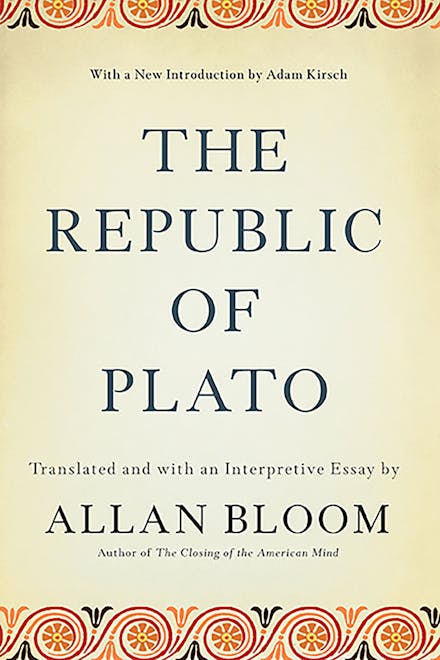 With a New Introduction by Adam Kirsch
THE
REPUBLIC
OF
PLATO
Translated and with an Interpretive Essay by
ALLAN BLOOM
Author of The Closing of the American Mind